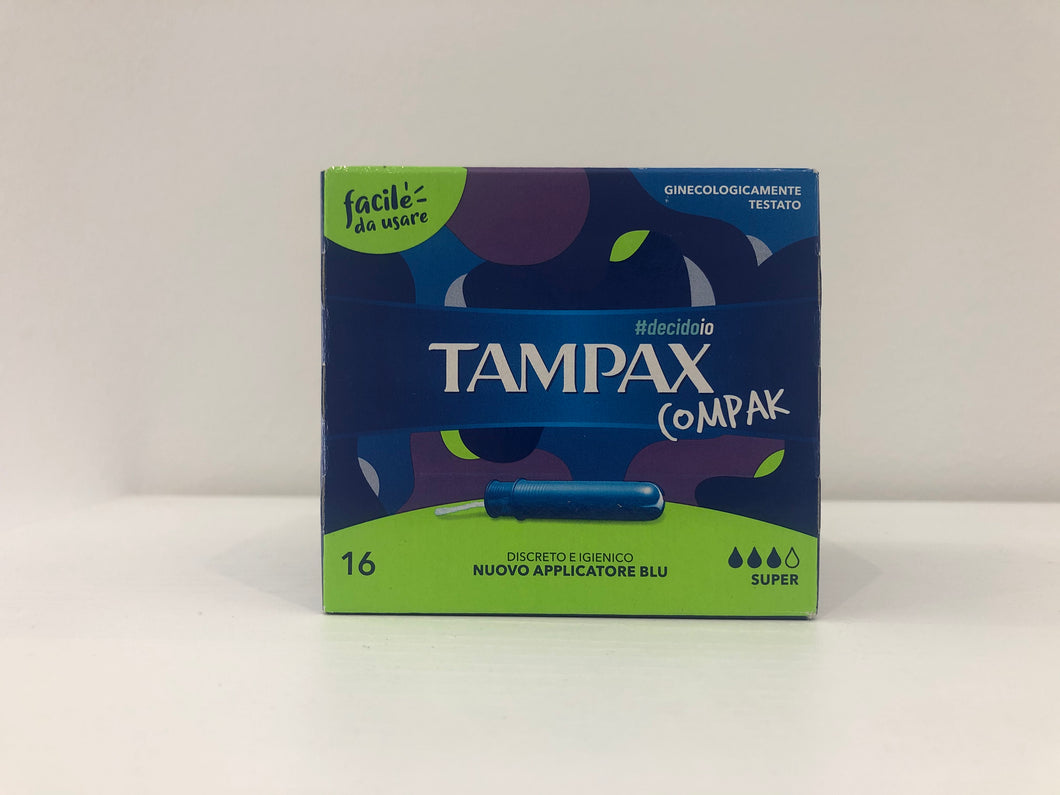 facile
da usare
GINECOLOGICAMENTE
TESTATO
#decidoio
TAMPAX
COMPAK
16
DISCRETO E IGIENICO
NUOVO APPLICATORE BLU
SUPER